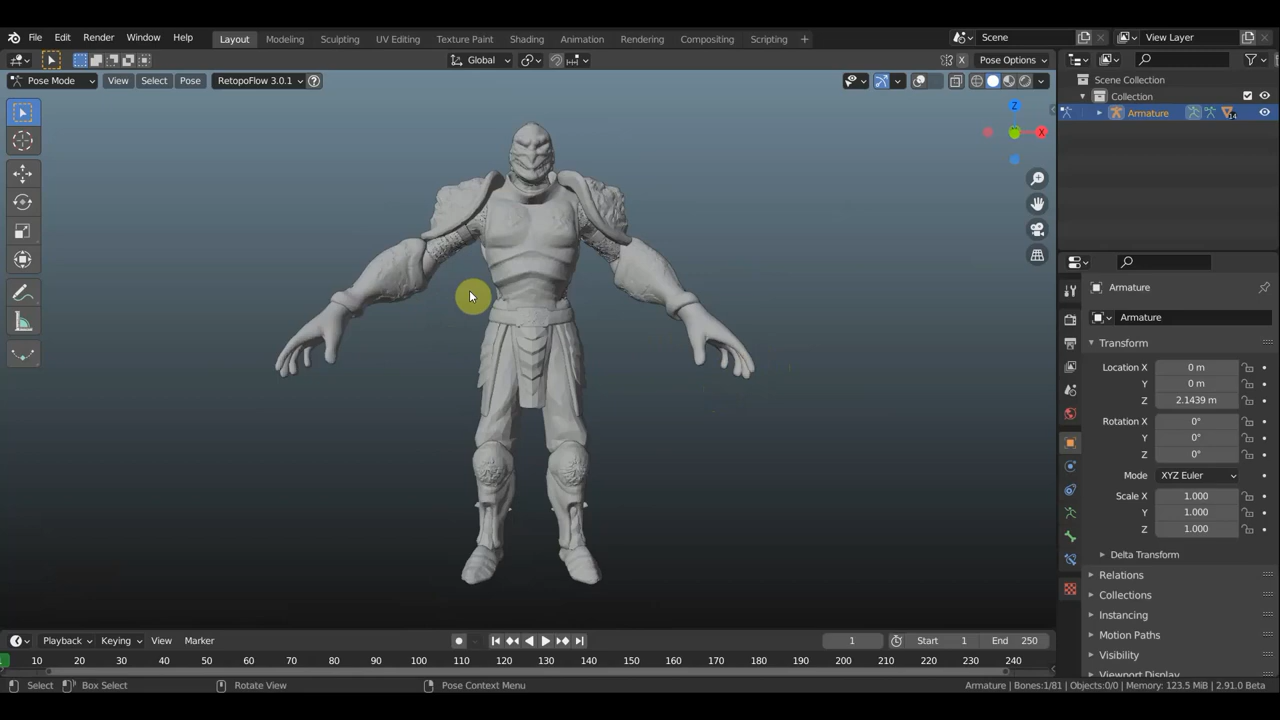 File Edit Render Window Help
Layout Modeling Sculpting UV Editing Texture Paint Shading Animation Rendering Compositing Scripting +
Scene
View Layer
Global
Pose Options
Pose Mode View Select Pose RetopoFlow 3.0.1
Z
X
Scene Collection
Collection
Armature
14
Armature
Armature
Transform
Location X 0 m
Y 0 m
Z 2.1439 m
Rotation X 0°
Y 0°
Z 0°
Mode XYZ Euler
Scale X 1.000
Y 1.000
Z 1.000
Delta Transform
Relations
Collections
Instancing
Motion Paths
Visibility
Viewport Display
Playback Keying View Marker
1 Start 1 End 250
10 20 30 40 50 60 70 80 90 100 110 120 130 140 150 160 170 180 190 200 210 220 230 240
Select Box Select Rotate View Pose Context Menu
Armature | Bones:1/81 | Objects:0/0 | Memory: 123.5 MiB | 2.91.0 Beta